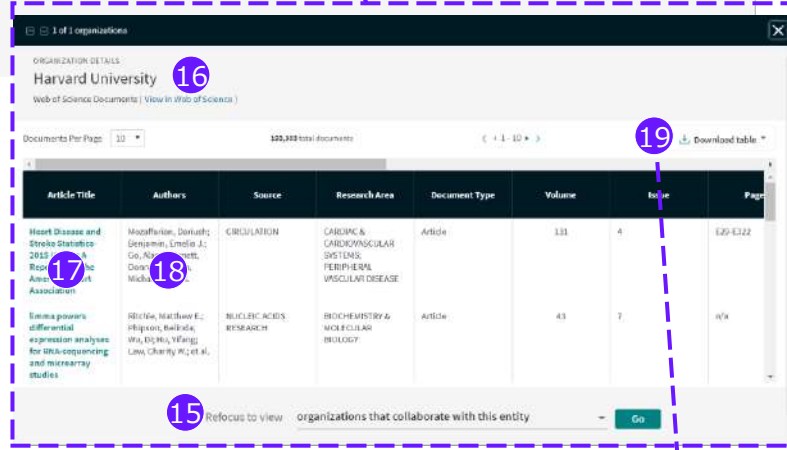 1 of 1 organizations
ORGANIZATION DETAILS
Harvard University
16
Web of Science Documents ( View in Web of Science )
Documents Per Page 10
total documents
1 - 10
19
Download table
Article Title Authors Source Research Area Document Type Volume Issue Page
Heart Disease and
Stroke Statistics
Association
17
Mozaffarian, Dariush;
Benjamin, Emelia J.;
18
CIRCULATION
CARDIAC &
CARDIOVASCULAR
SYSTEMS;
PERIPHERAL
VASCULAR DISEASE
Article
131
4
E29-E322
limma powers
differential
expression analyses
for RNA-sequencing
and microarray
studies
Ritchie, Matthew E.;
Phipson, Belinda;
Wu, Di; Hu, Yifang;
Law, Charity W.; et al.
NUCLEIC ACIDS
RESEARCH
BIOCHEMISTRY &
MOLECULAR
BIOLOGY
Article
43
7
n/a
15
Refocus to view organizations that collaborate with this entity Go